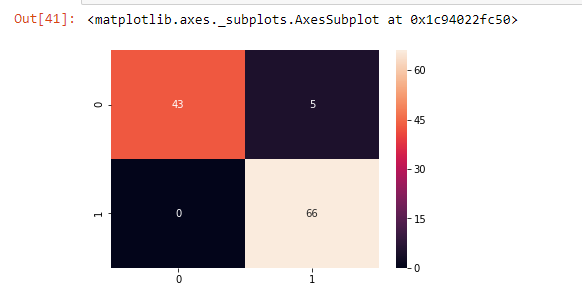 Out[41]: <matplotlib.axes._subplots.AxesSubplot at 0x1c94022fc50>
60
0 43 5
45
30
1 0 66
15
0
0 1